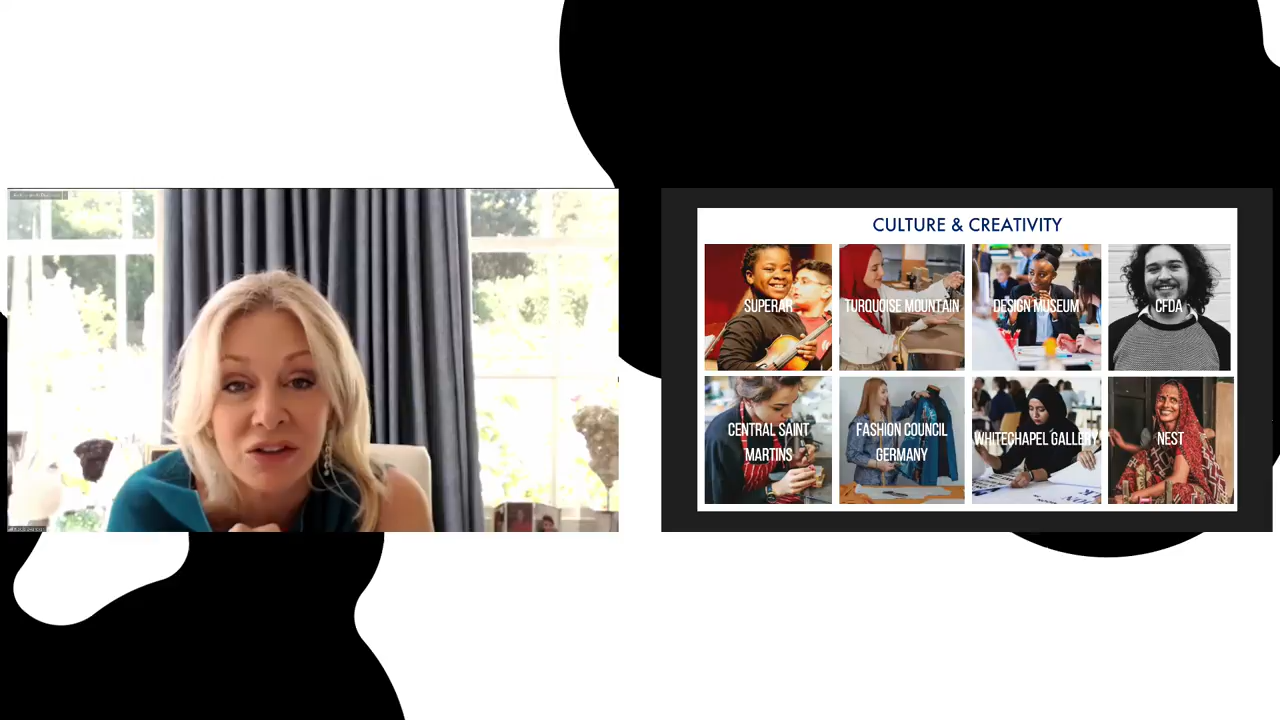 CULTURE & CREATIVITY
SUPERAR
TURQUOISE MOUNTAIN
DESIGN MUSEUM
CFDA
CENTRAL SAINT
MARTINS
FASHION COUNCIL
GERMANY
WHITECHAPEL GALLERY
NEST